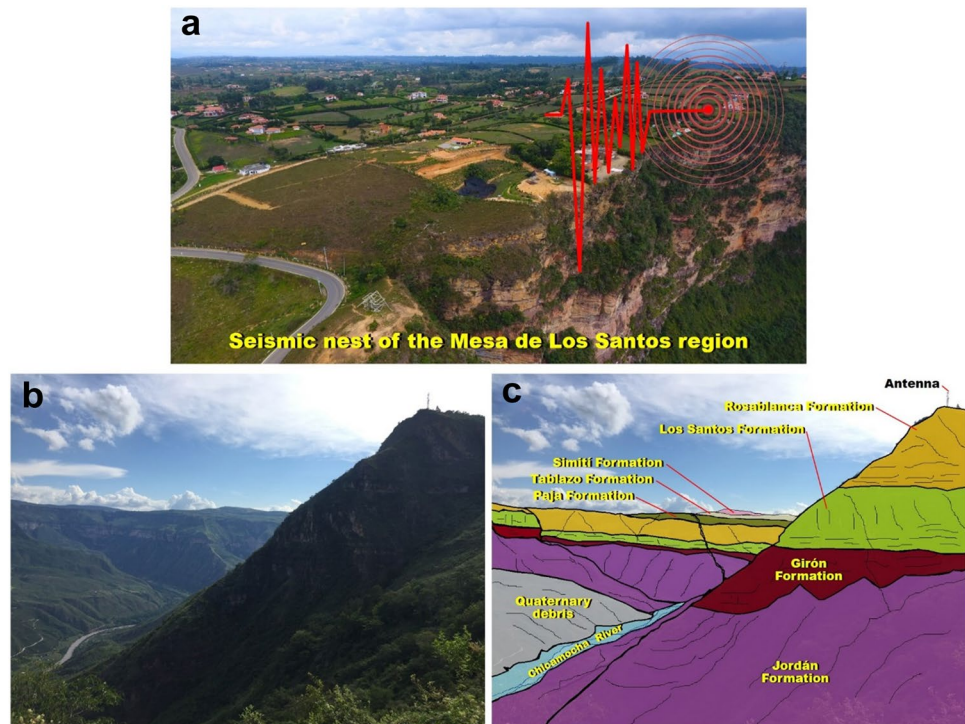 a
Seismic nest of the Mesa de Los Santos region
b
c
Antenna
Rosablanca Formation
Los Santos Formation
Simití Formation
Tablazo Formation
Paja Formation
Girón
Formation
Quaternary
debris
Chicamocha River
Jordán
Formation